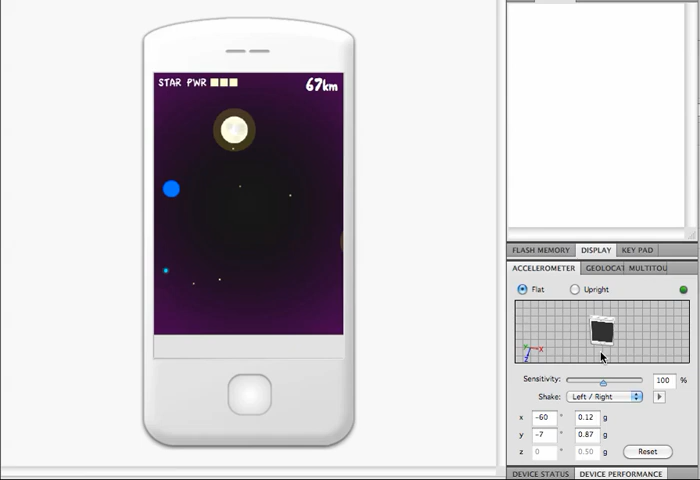 STAR PWR 67km
FLASH MEMORY DISPLAY KEY PAD
ACCELEROMETER GEOLOCAT MULTITOU
Flat Upright
Y X
Z
Sensitivity: 100 %
Shake: Left / Right
x -60 ° 0.12 g
y -7 ° 0.87 g
z 0 ° 0.50 g Reset
DEVICE STATUS DEVICE PERFORMANCE